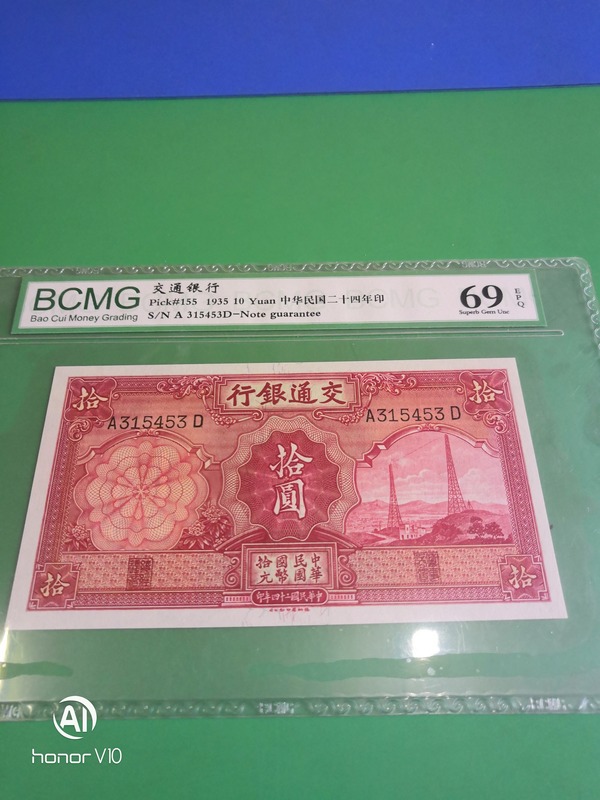 BCMG
Bao Cui Money Grading
交通银行
Pick#155 1935 10 Yuan 中华民国二十四年印
S/N A 315453D-Note guarantee
69
EPQ
Superb Gem Unc
拾
行銀通交
拾
A315453 D
A315453 D
拾
圓
中華
民國
國幣
拾元
拾
印年四十二國民華中
拾
AI
honor V10